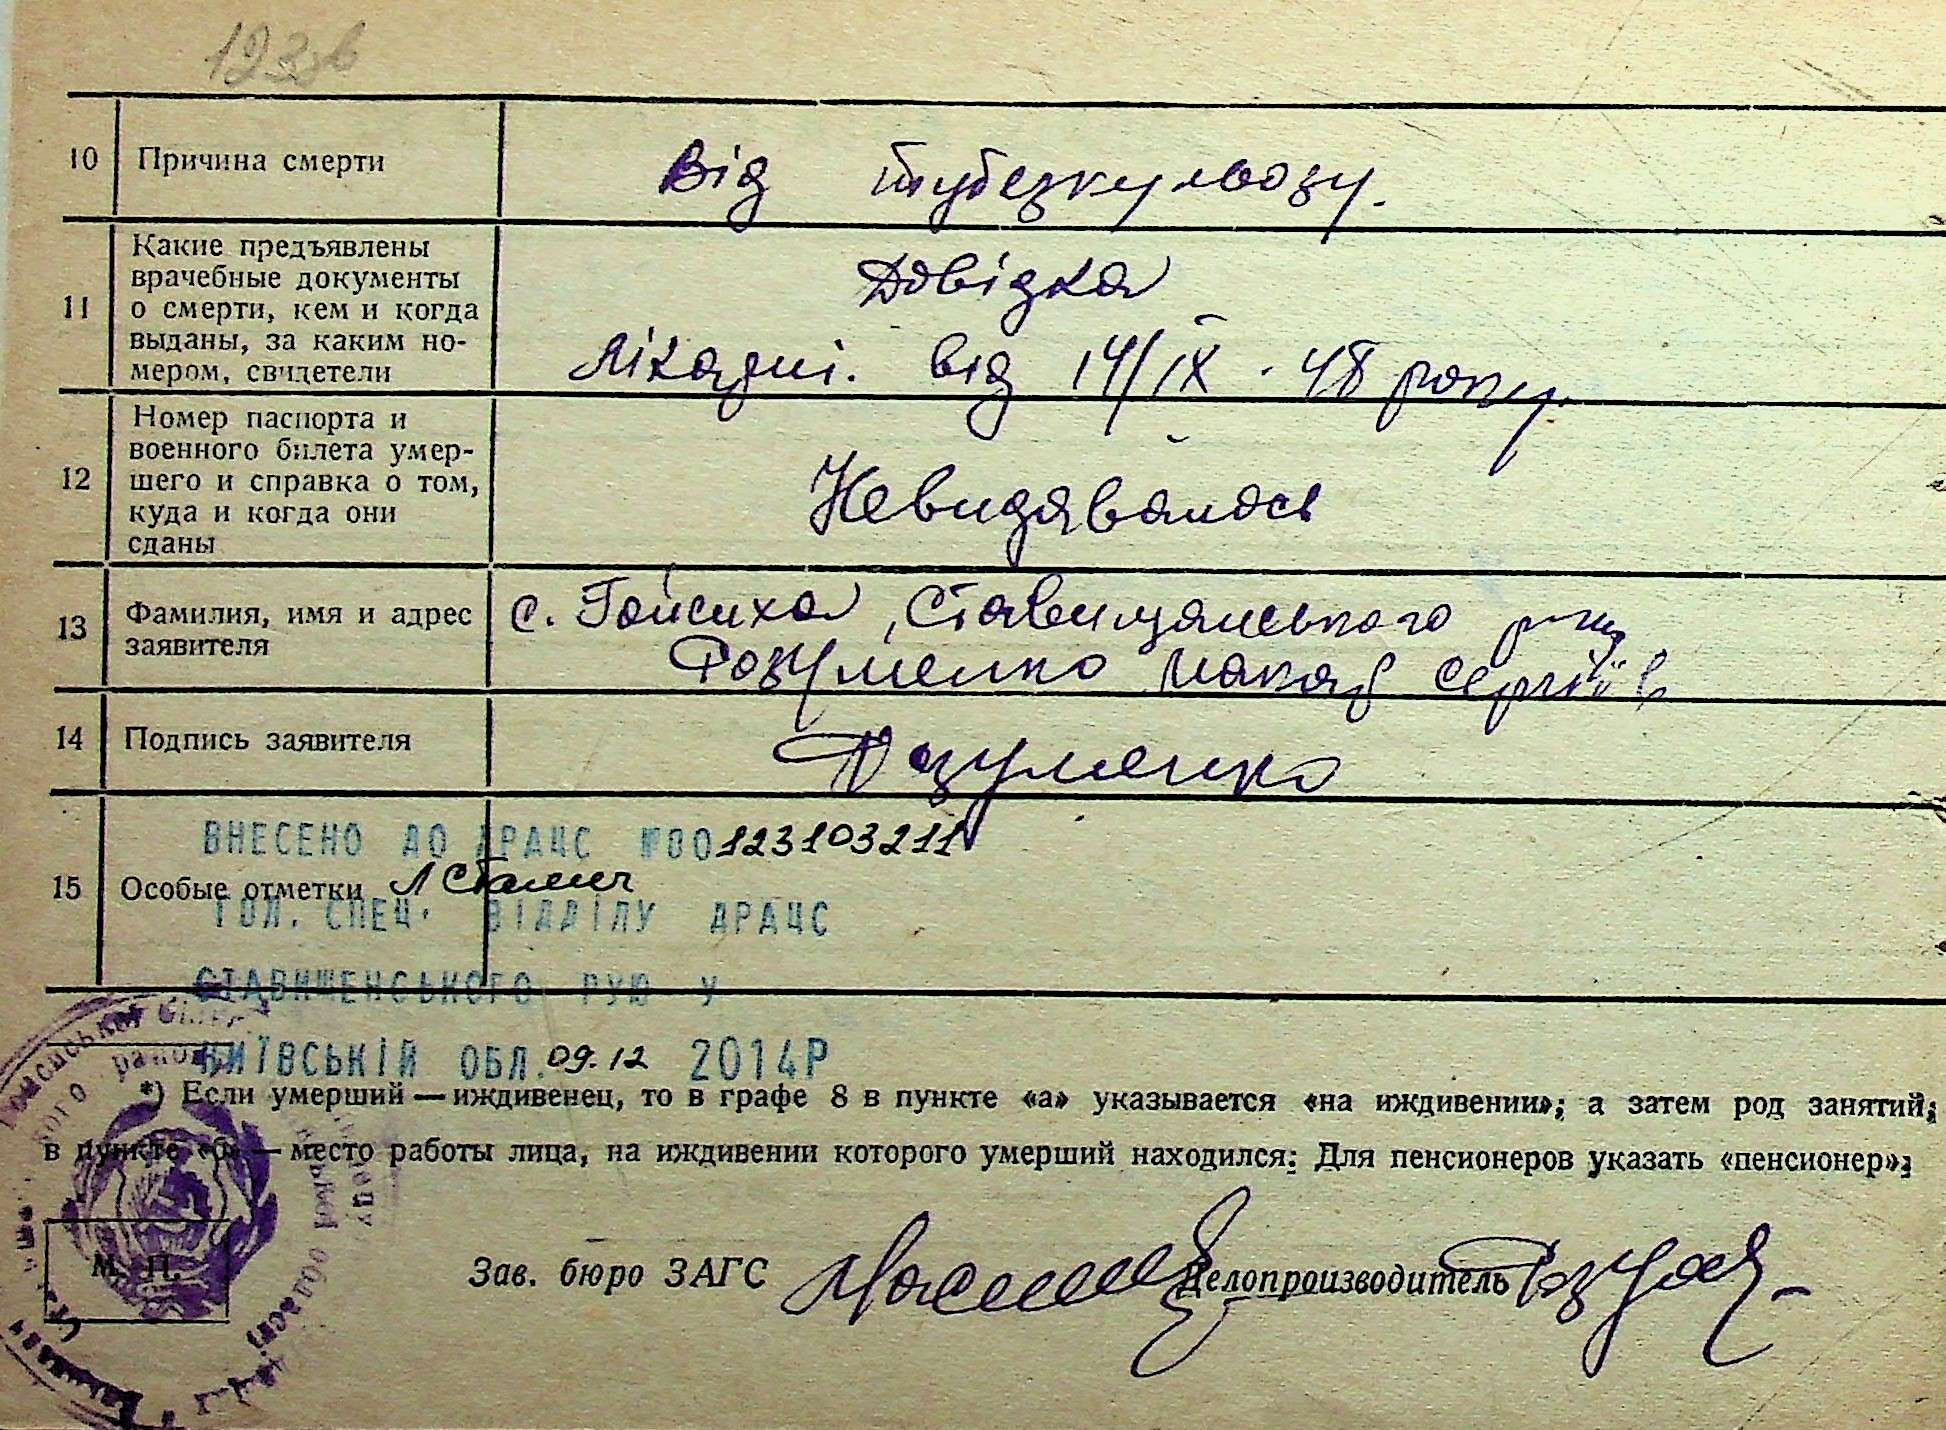 10 Причина смерти
Від туберкульозу.
11 Какие предъявлены
врачебные документы
о смерти, кем и когда
выданы, за каким но-
мером, свидетели
Довідка
Лікарні. від 14/IX - 48 року.
12 Номер паспорта и
военного билета умер-
шего и справка о том,
куда и когда они
сданы
Невидавалась
13 Фамилия, имя и адрес
заявителя
с. Гойсиха, Ставищанського р-ну
Розуменко Макар Сергіїв
14 Подпись заявителя
Розуменко
ВНЕСЕНО ДО ДРАЦС №00123103211
15 Особые отметки
ГОЛ. СПЕЦ. ВІДДІЛУ ДРАЦС
СТАВИЩЕНСЬКОГО РУЮ У
КИЇВСЬКІЙ ОБЛ. 09.12 2014Р
*) Если умерший — иждивенец, то в графе 8 в пункте «а» указывается «на иждивении»; а затем род занятий;
в пункте «б» — место работы лица, на иждивении которого умерший находился: Для пенсионеров указать «пенсионер»;
М. П.
Зав. бюро ЗАГС Делопроизводитель